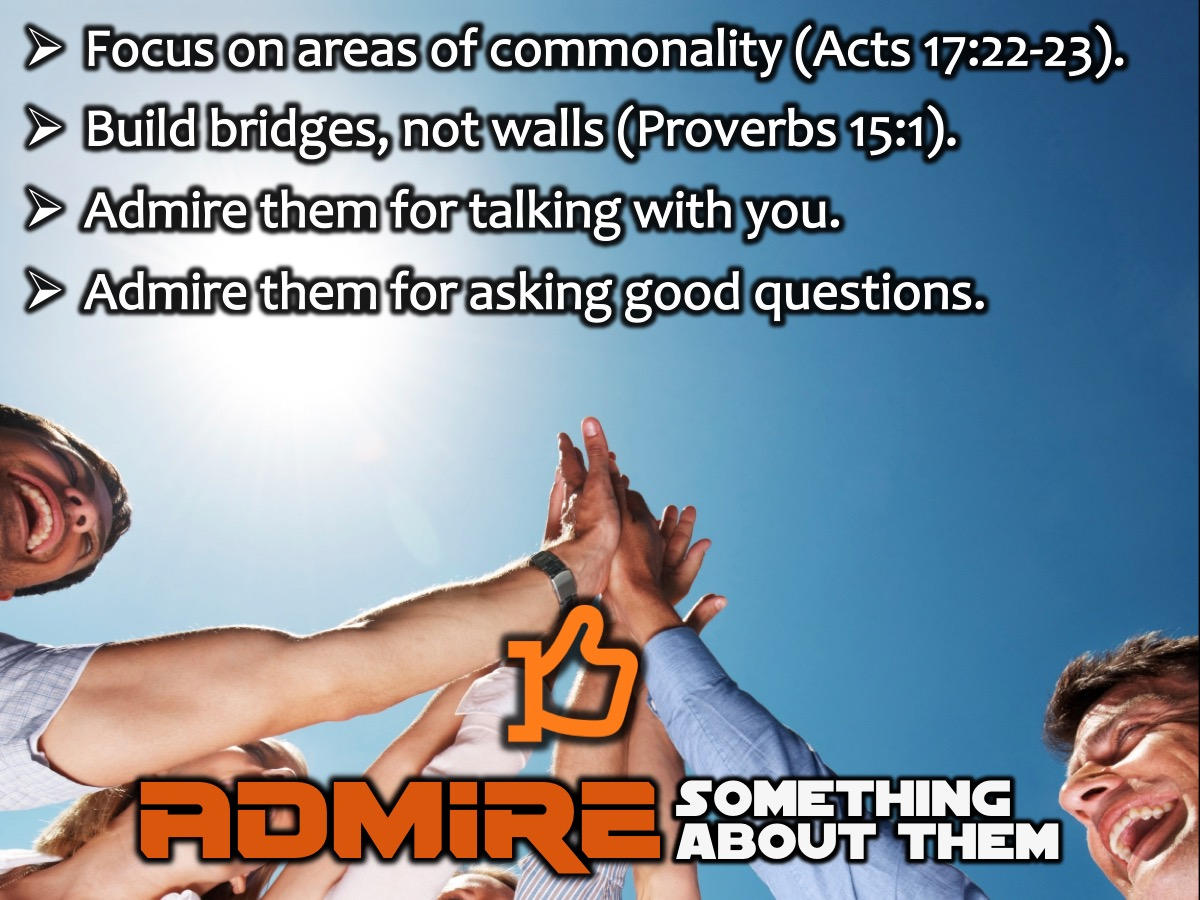 ➢ Focus on areas of commonality (Acts 17:22-23).
➢ Build bridges, not walls (Proverbs 15:1).
➢ Admire them for talking with you.
➢ Admire them for asking good questions.
ADMIRE SOMETHING
ABOUT THEM